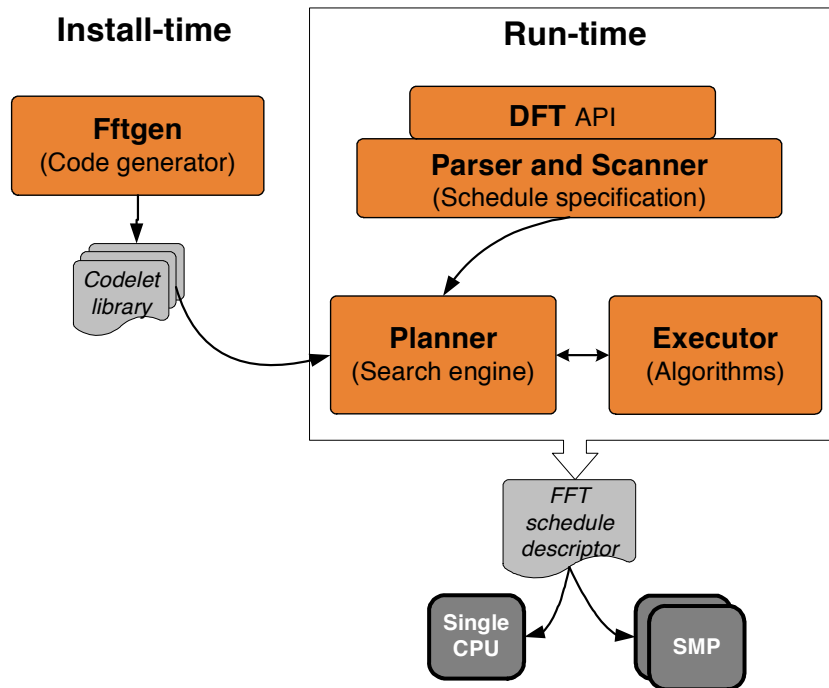 Install-time
Run-time
Fftgen
(Code generator)
DFT API
Parser and Scanner
(Schedule specification)
Codelet
library
Planner
(Search engine)
Executor
(Algorithms)
FFT
schedule
descriptor
Single
CPU
SMP